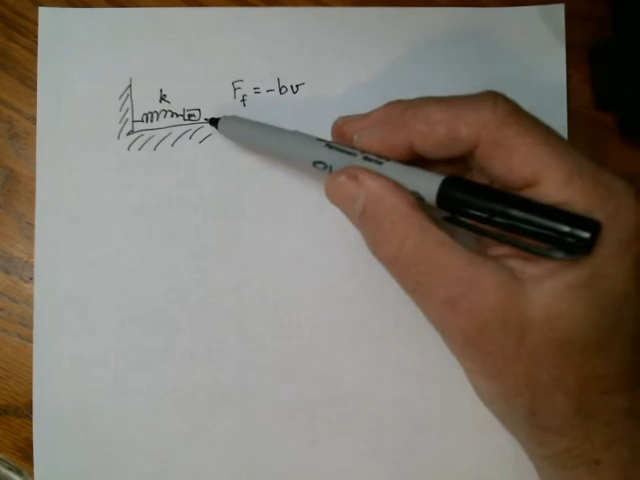 k
F_f = -bv
m